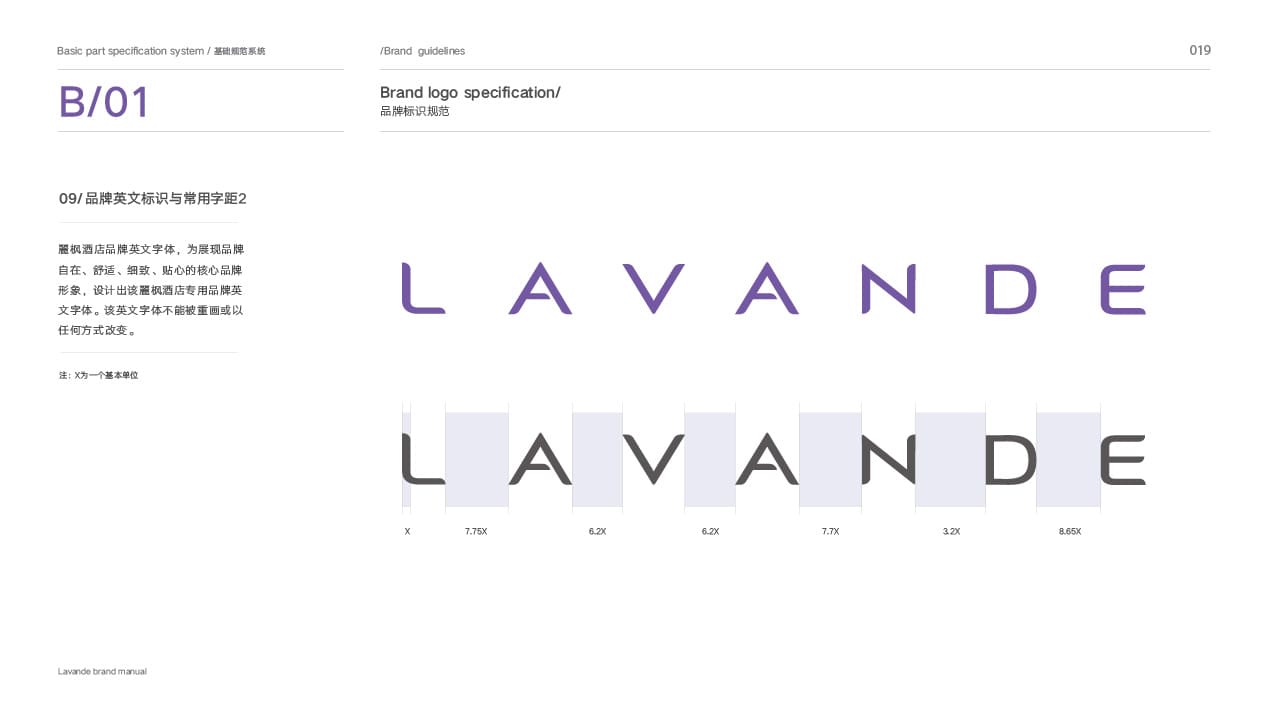 Basic part specification system / 基础规范系统
/Brand guidelines
019
B/01
Brand logo specification/
品牌标识规范
09/ 品牌英文标识与常用字距2
麗枫酒店品牌英文字体，为展现品牌
自在、舒适、细致、贴心的核心品牌
形象，设计出该麗枫酒店专用品牌英
文字体。该英文字体不能被重画或以
任何方式改变。
注：X为一个基本单位
LAVANDE
LAVANDE
X 7.75X 6.2X 6.2X 7.7X 3.2X 8.65X
Lavande brand manual